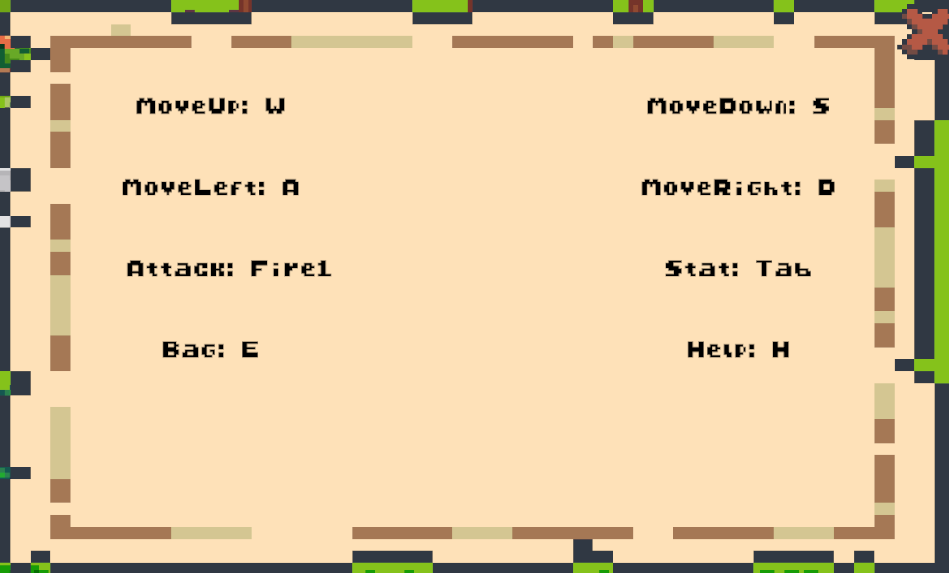 MoveUp: W MoveDown: S
MoveLeft: A MoveRight: D
Attack: Fire1 Stat: Tab
Bag: E Help: H